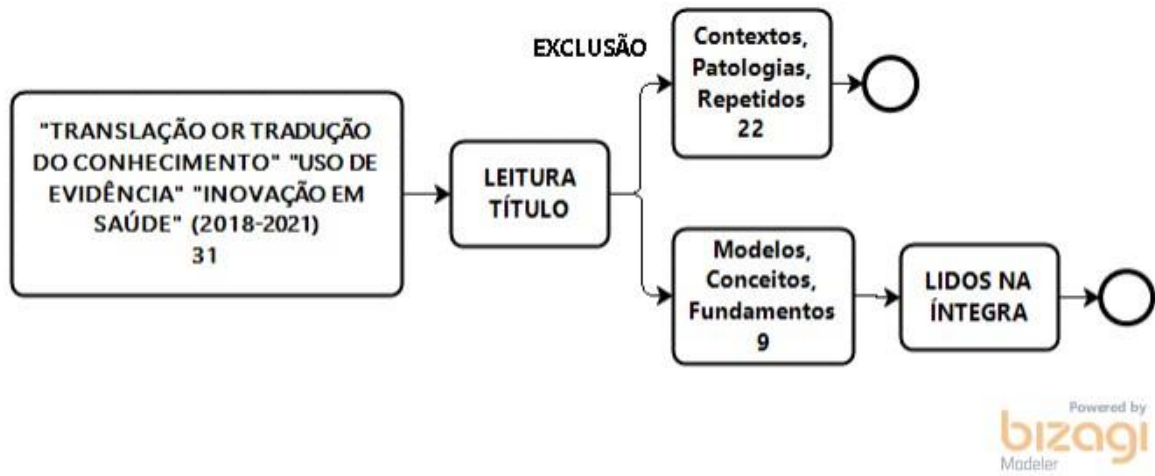 "TRANSLAÇÃO OR TRADUÇÃO
DO CONHECIMENTO" "USO DE
EVIDÊNCIA" "INOVAÇÃO EM
SAÚDE" (2018-2021)
31
LEITURA
TÍTULO
EXCLUSÃO
Contextos,
Patologias,
Repetidos
22
Modelos,
Conceitos,
Fundamentos
9
LIDOS NA
ÍNTEGRA
Powered by
bizagi
Modeler